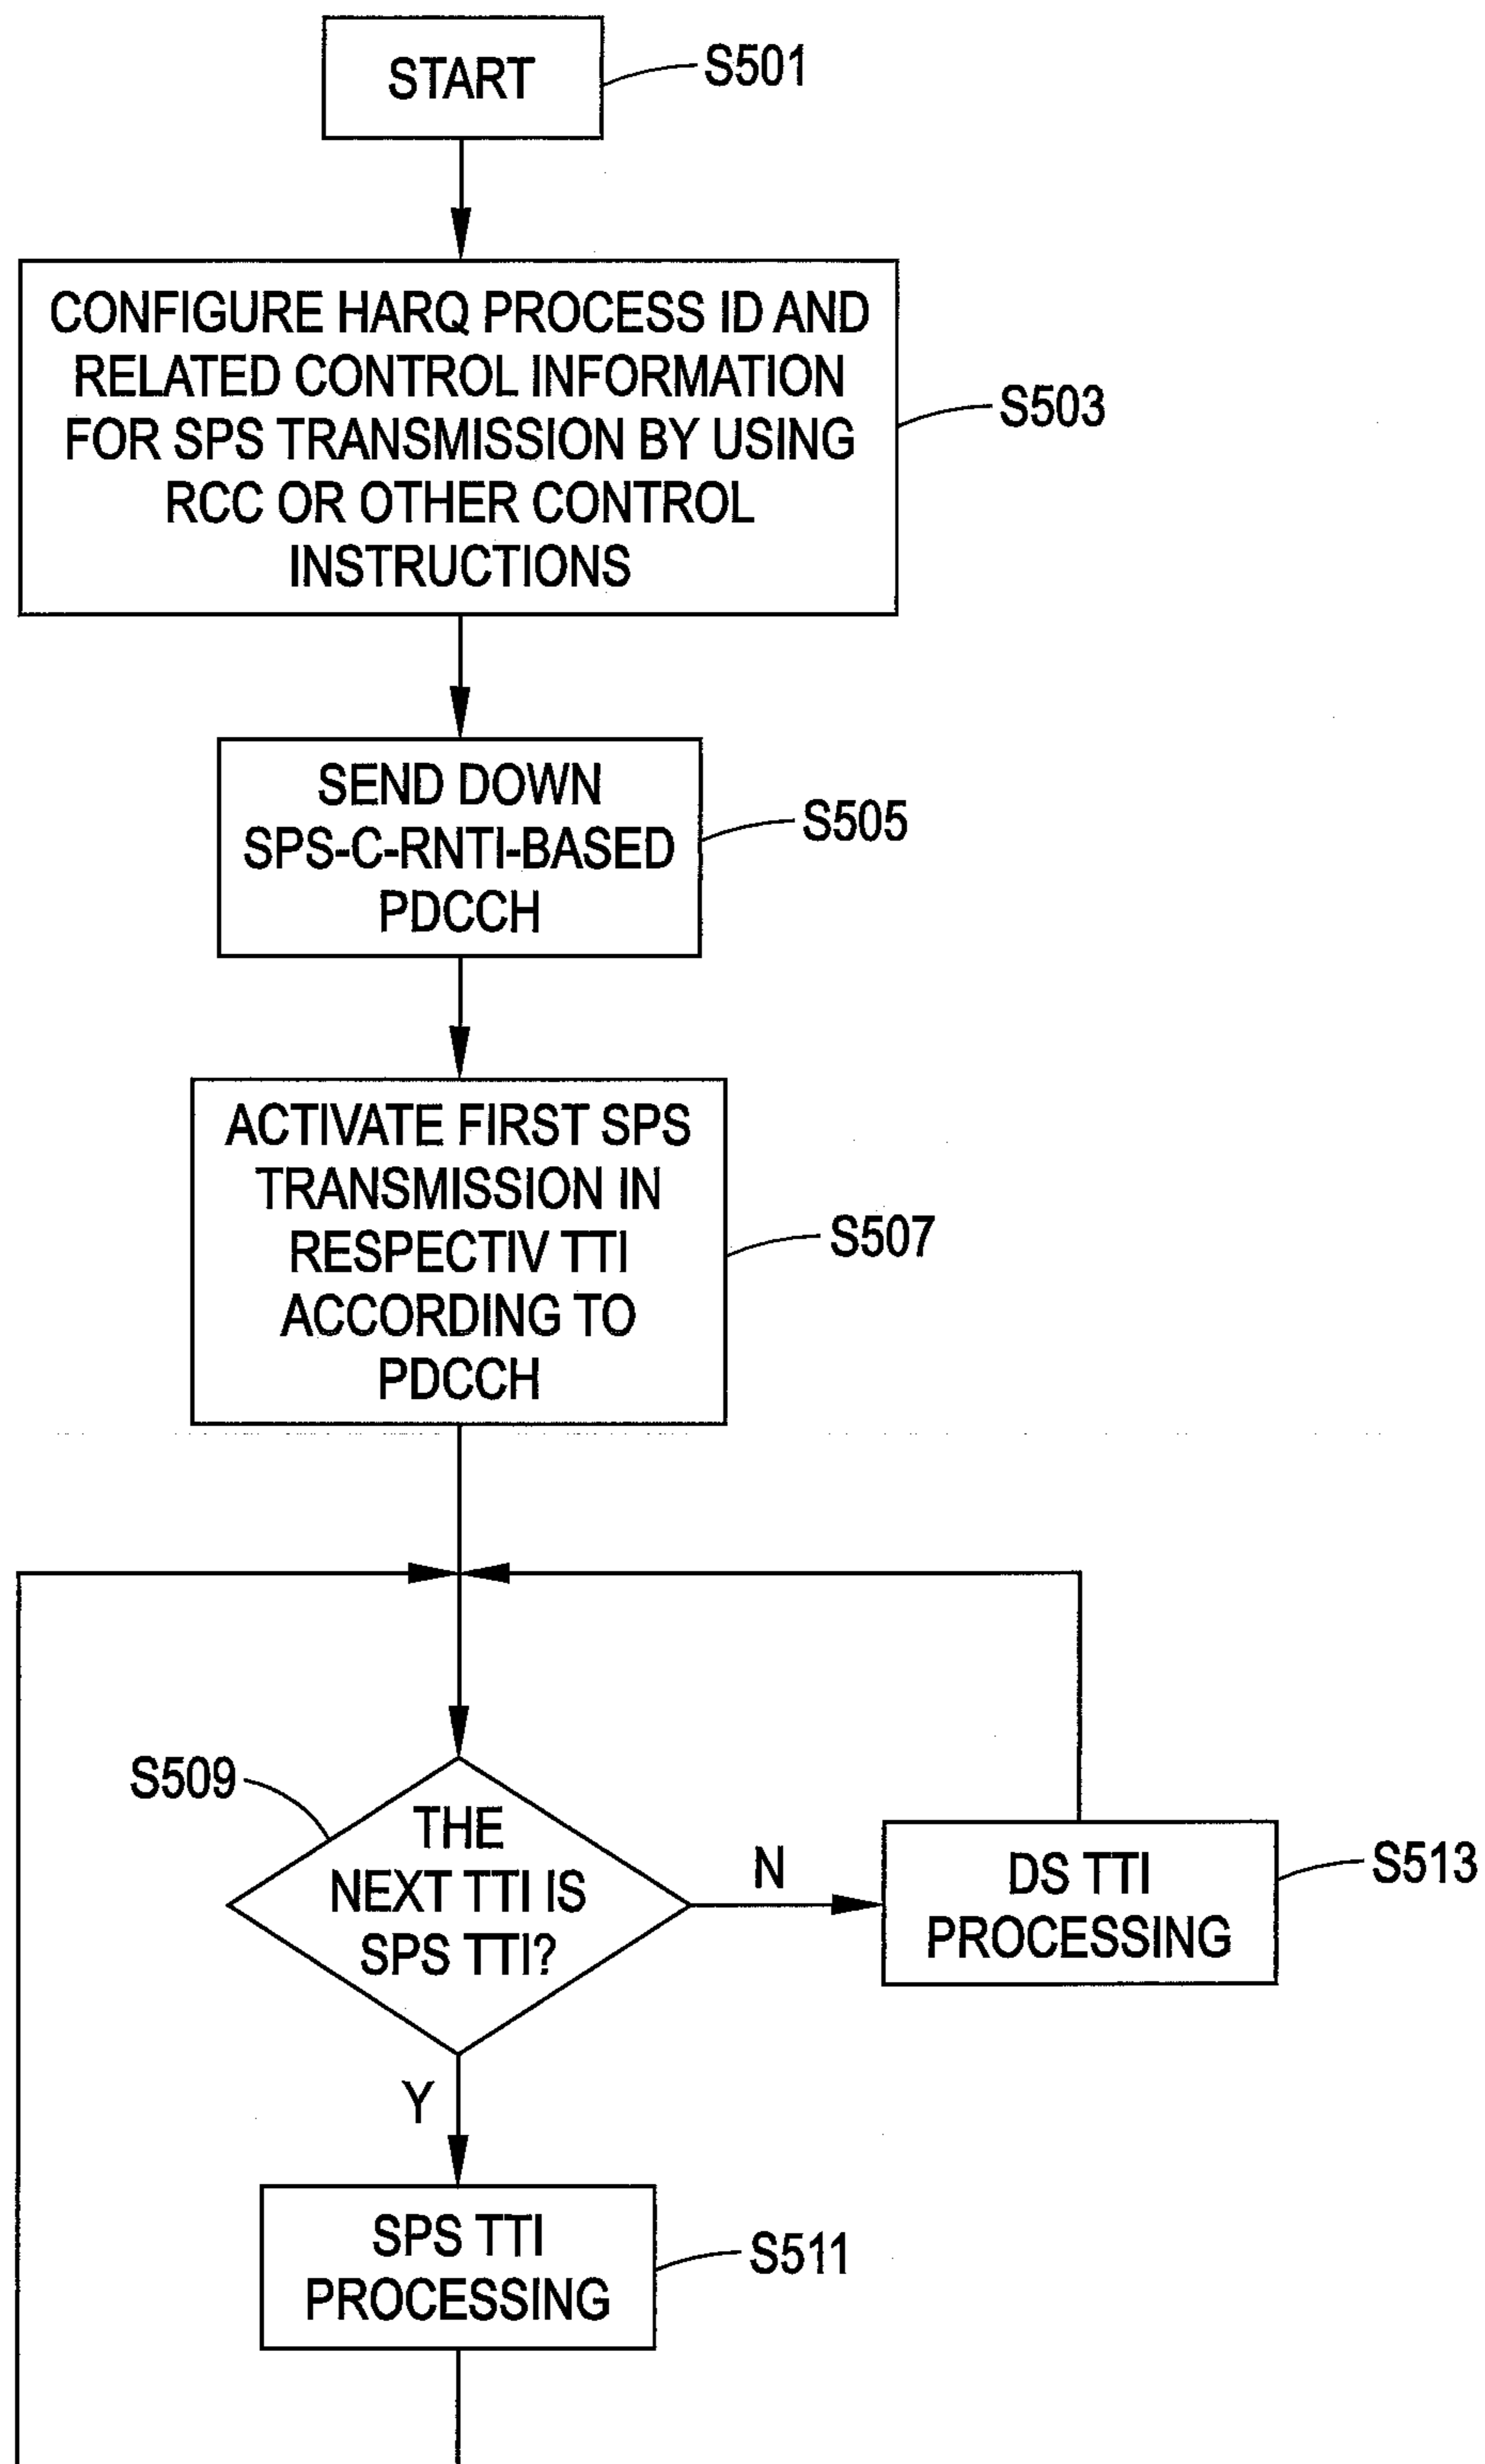 START
S501
CONFIGURE HARQ PROCESS ID AND
RELATED CONTROL INFORMATION
FOR SPS TRANSMISSION BY USING
RCC OR OTHER CONTROL
INSTRUCTIONS
S503
SEND DOWN
SPS-C-RNTI-BASED
PDCCH
S505
ACTIVATE FIRST SPS
TRANSMISSION IN
RESPECTIV TTI
ACCORDING TO
PDCCH
S507
S509
THE
NEXT TTI IS
SPS TTI?
N
DS TTI
PROCESSING
S513
Y
SPS TTI
PROCESSING
S511